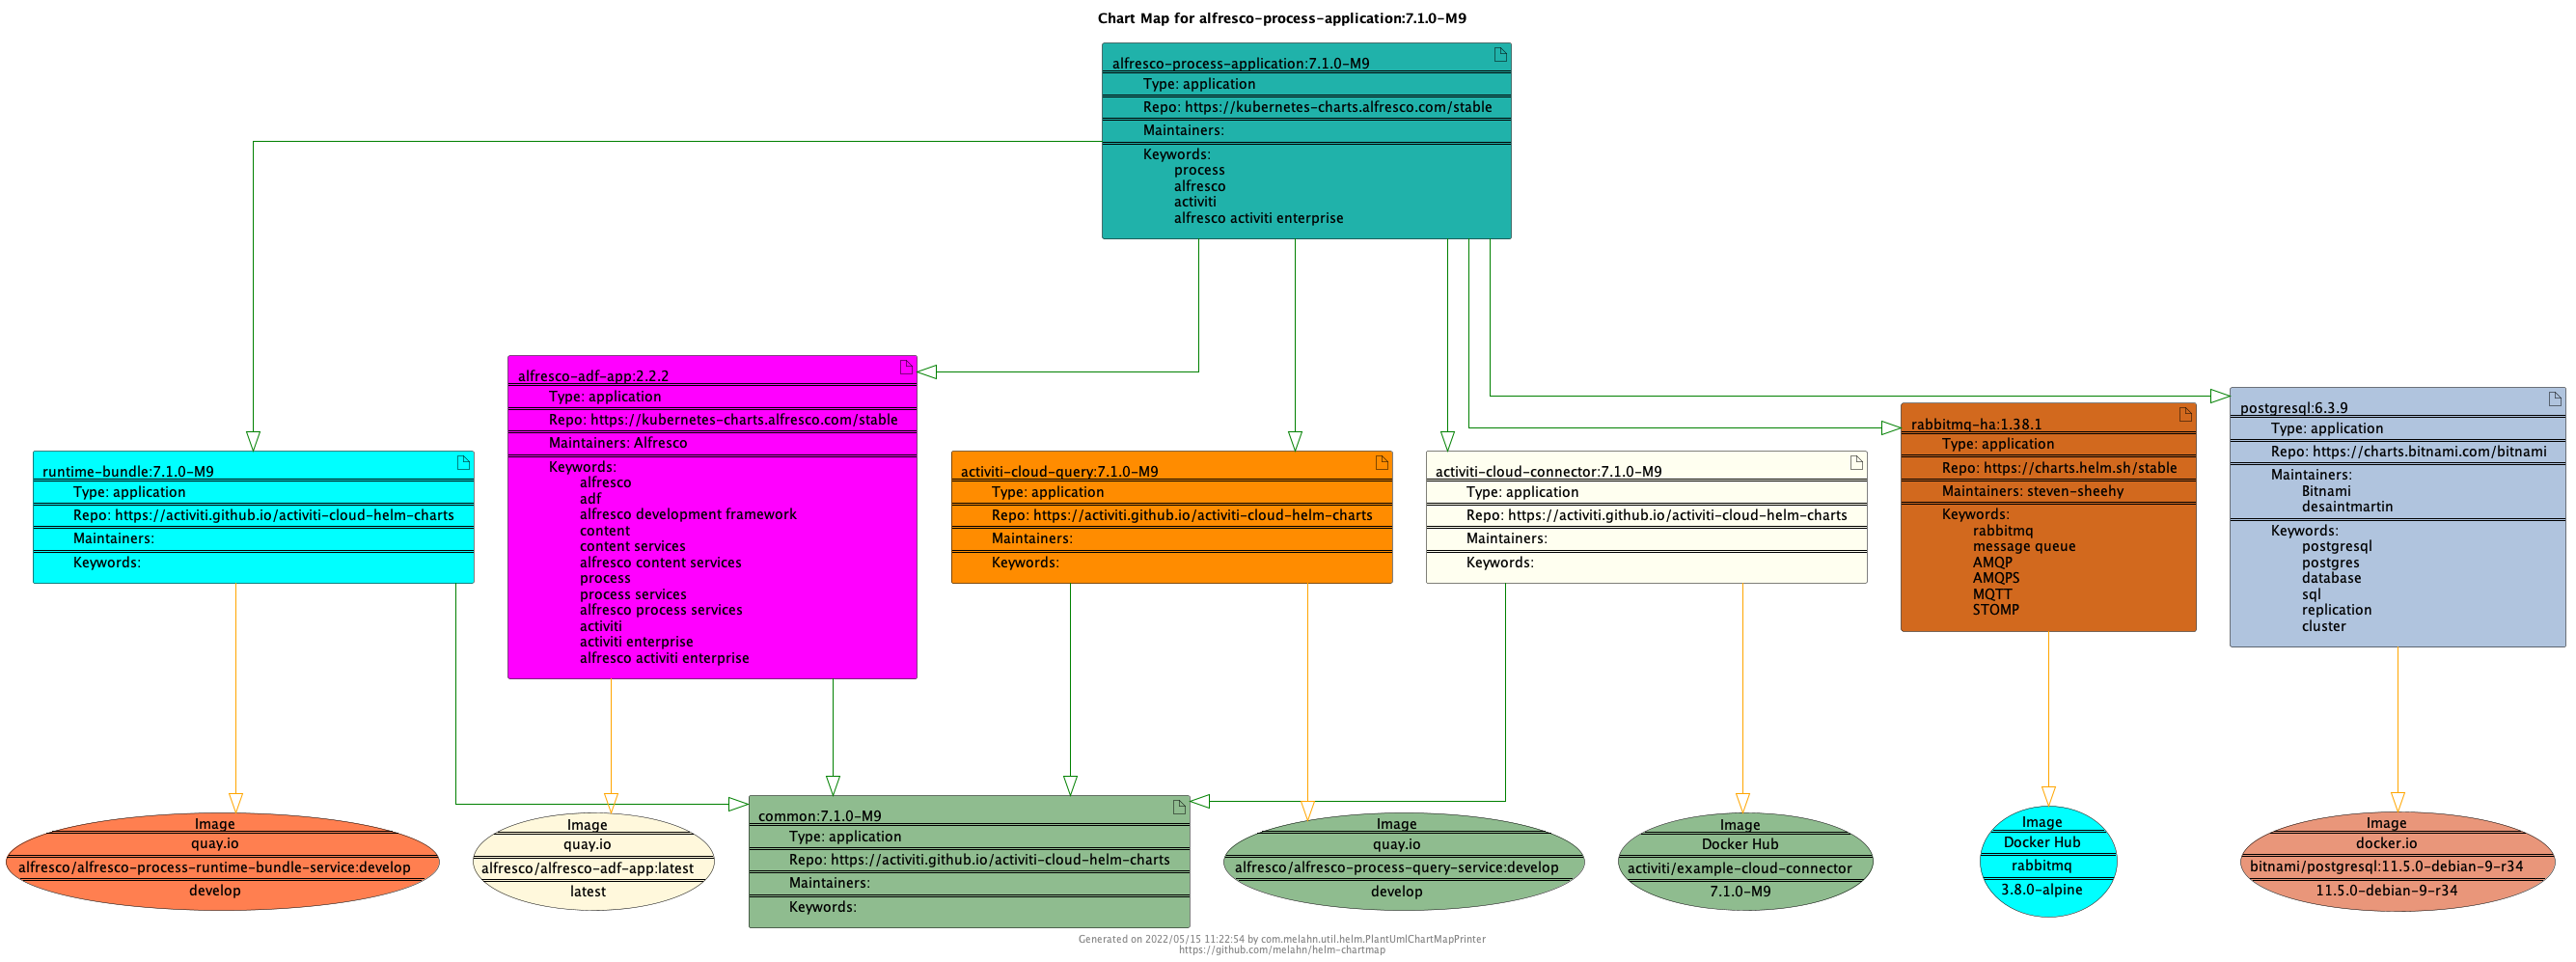 Chart Map for alfresco-process-application:7.1.0-M9
alfresco-process-application:7.1.0-M9
Type: application
Repo: https://kubernetes-charts.alfresco.com/stable
Maintainers:
Keywords:
process
alfresco
activiti
alfresco activiti enterprise
runtime-bundle:7.1.0-M9
Type: application
Repo: https://activiti.github.io/activiti-cloud-helm-charts
Maintainers:
Keywords:
alfresco-adf-app:2.2.2
Type: application
Repo: https://kubernetes-charts.alfresco.com/stable
Maintainers: Alfresco
Keywords:
alfresco
adf
alfresco development framework
content
content services
alfresco content services
process
process services
alfresco process services
activiti
activiti enterprise
alfresco activiti enterprise
activiti-cloud-query:7.1.0-M9
Type: application
Repo: https://activiti.github.io/activiti-cloud-helm-charts
Maintainers:
Keywords:
activiti-cloud-connector:7.1.0-M9
Type: application
Repo: https://activiti.github.io/activiti-cloud-helm-charts
Maintainers:
Keywords:
rabbitmq-ha:1.38.1
Type: application
Repo: https://charts.helm.sh/stable
Maintainers: steven-sheehy
Keywords:
rabbitmq
message queue
AMQP
AMQPS
MQTT
STOMP
postgresql:6.3.9
Type: application
Repo: https://charts.bitnami.com/bitnami
Maintainers:
Bitnami
desaintmartin
Keywords:
postgresql
postgres
database
sql
replication
cluster
Image
quay.io
alfresco/alfresco-process-runtime-bundle-service:develop
develop
Image
quay.io
alfresco/alfresco-adf-app:latest
latest
common:7.1.0-M9
Type: application
Repo: https://activiti.github.io/activiti-cloud-helm-charts
Maintainers:
Keywords:
Image
quay.io
alfresco/alfresco-process-query-service:develop
develop
Image
Docker Hub
activiti/example-cloud-connector
7.1.0-M9
Image
Docker Hub
rabbitmq
3.8.0-alpine
Image
docker.io
bitnami/postgresql:11.5.0-debian-9-r34
11.5.0-debian-9-r34
Generated on 2022/05/15 11:22:54 by com.melahn.util.helm.PlantUmlChartMapPrinter
https://github.com/melahn/helm-chartmap